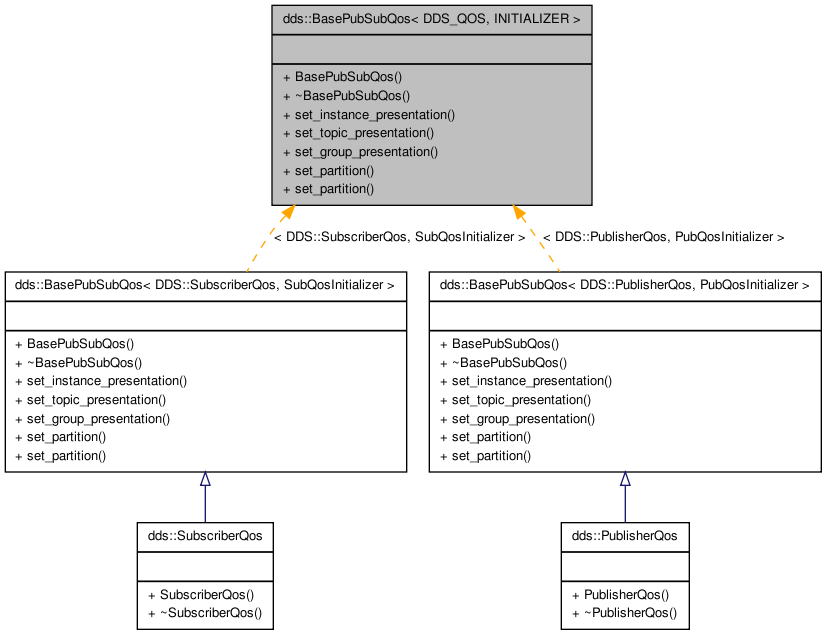 dds::BasePubSubQos< DDS_QOS, INITIALIZER >
+ BasePubSubQos()
+ ~BasePubSubQos()
+ set_instance_presentation()
+ set_topic_presentation()
+ set_group_presentation()
+ set_partition()
+ set_partition()
< DDS::SubscriberQos, SubQosInitializer >
< DDS::PublisherQos, PubQosInitializer >
dds::BasePubSubQos< DDS::SubscriberQos, SubQosInitializer >
+ BasePubSubQos()
+ ~BasePubSubQos()
+ set_instance_presentation()
+ set_topic_presentation()
+ set_group_presentation()
+ set_partition()
+ set_partition()
dds::BasePubSubQos< DDS::PublisherQos, PubQosInitializer >
+ BasePubSubQos()
+ ~BasePubSubQos()
+ set_instance_presentation()
+ set_topic_presentation()
+ set_group_presentation()
+ set_partition()
+ set_partition()
dds::SubscriberQos
+ SubscriberQos()
+ ~SubscriberQos()
dds::PublisherQos
+ PublisherQos()
+ ~PublisherQos()